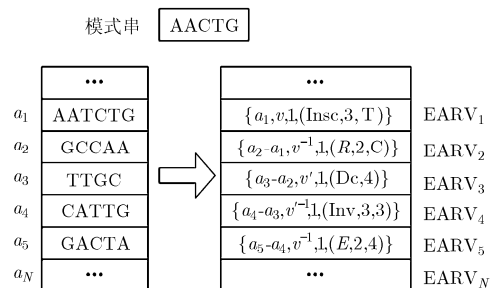 模式串 AACTG
... ...
a₁ AATCTG {a₁,v,1,(Insc,3,T)} EARV₁
a₂ GCCAA {a₂-a₁,v⁻¹,1,(R,2,C)} EARV₂
a₃ TTGC {a₃-a₂,v′,1,(Dc,4)} EARV₃
a₄ CATTG {a₄-a₃,v′⁻¹,1,(Inv,3,3)} EARV₄
a₅ GACTA {a₅-a₄,v⁻¹,1,(E,2,4)} EARV₅
a_N ... ... EARV_N